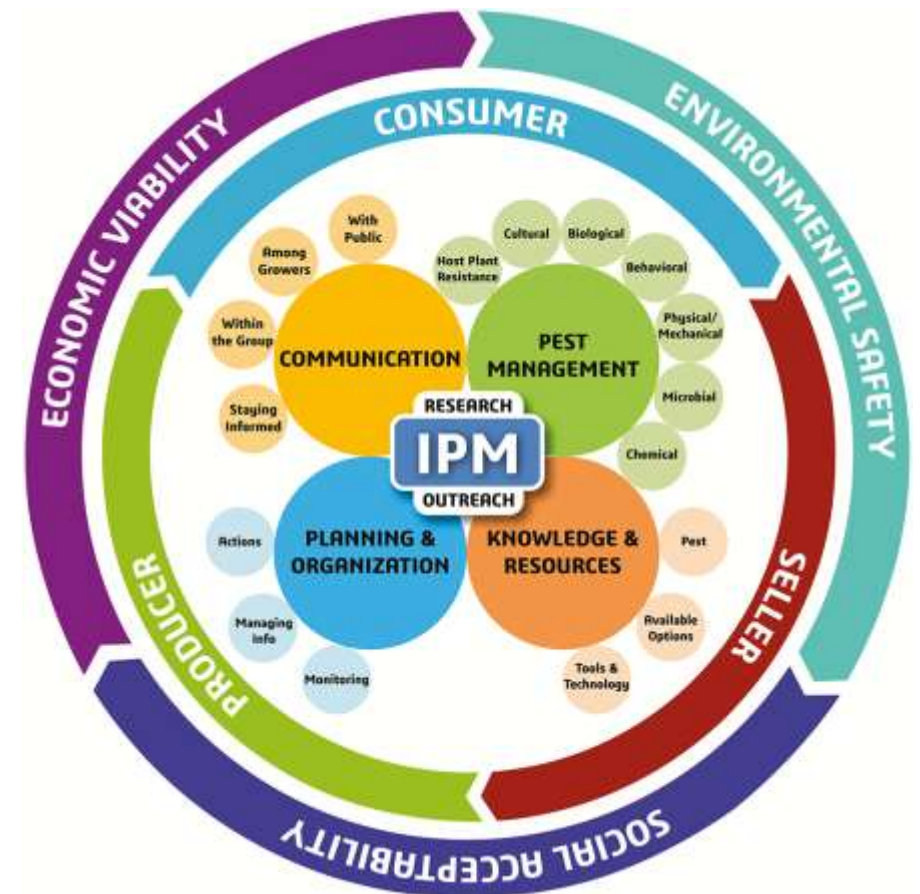 ECONOMIC VIABILITY
ENVIRONMENTAL SAFETY
SOCIAL ACCEPTABILITY
CONSUMER
SELLER
PRODUCER
With
Public
Among
Growers
Within
the Group
Staying
Informed
COMMUNICATION
Host Plant
Resistance
Cultural
Biological
Behavioral
Physical/
Mechanical
Microbial
Chemical
PEST
MANAGEMENT
RESEARCH
IPM
OUTREACH
Actions
Managing
Info
Monitoring
PLANNING &
ORGANIZATION
KNOWLEDGE &
RESOURCES
Pest
Available
Options
Tools &
Technology